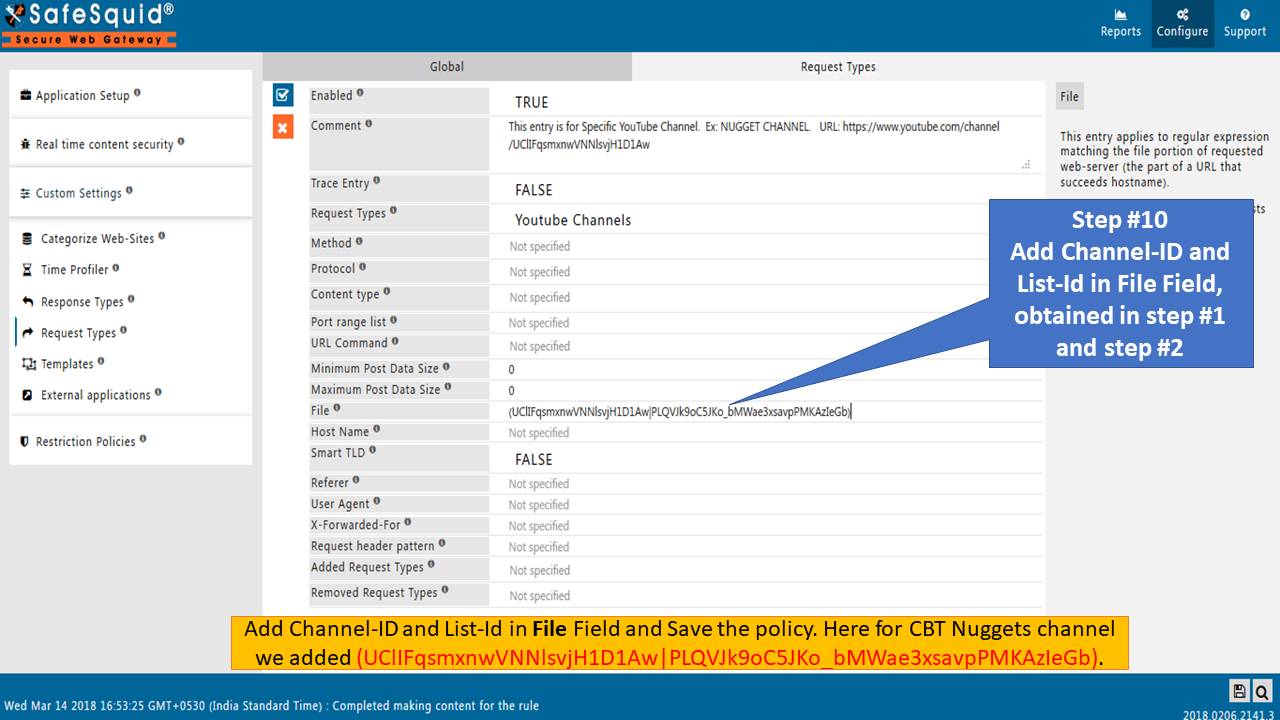 SafeSquid®
Secure Web Gateway
Reports
Configure
Support
Application Setup
Real time content security
Custom Settings
Categorize Web-Sites
Time Profiler
Response Types
Request Types
Templates
External applications
Restriction Policies
Global
Request Types
Enabled
TRUE
Comment
This entry is for Specific YouTube Channel. Ex: NUGGET CHANNEL. URL: https://www.youtube.com/channel
/UClIFqsmxnwVNNlsvjH1D1Aw
Trace Entry
FALSE
Request Types
Youtube Channels
Method
Not specified
Protocol
Not specified
Content type
Not specified
Port range list
Not specified
URL Command
Not specified
Minimum Post Data Size
0
Maximum Post Data Size
0
File
(UClIFqsmxnwVNNlsvjH1D1Aw|PLQVJk9oC5JKo_bMWae3xsavpPMKAzIeGb)
Host Name
Not specified
Smart TLD
FALSE
Referer
Not specified
User Agent
Not specified
X-Forwarded-For
Not specified
Request header pattern
Not specified
Added Request Types
Not specified
Removed Request Types
Not specified
File
This entry applies to regular expression
matching the file portion of requested
web-server (the part of a URL that
succeeds hostname).
Step #10
Add Channel-ID and
List-Id in File Field,
obtained in step #1
and step #2
Add Channel-ID and List-Id in File Field and Save the policy. Here for CBT Nuggets channel
we added (UClIFqsmxnwVNNlsvjH1D1Aw|PLQVJk9oC5JKo_bMWae3xsavpPMKAzIeGb).
Wed Mar 14 2018 16:53:25 GMT+0530 (India Standard Time) : Completed making content for the rule
2018.0206.2141.3